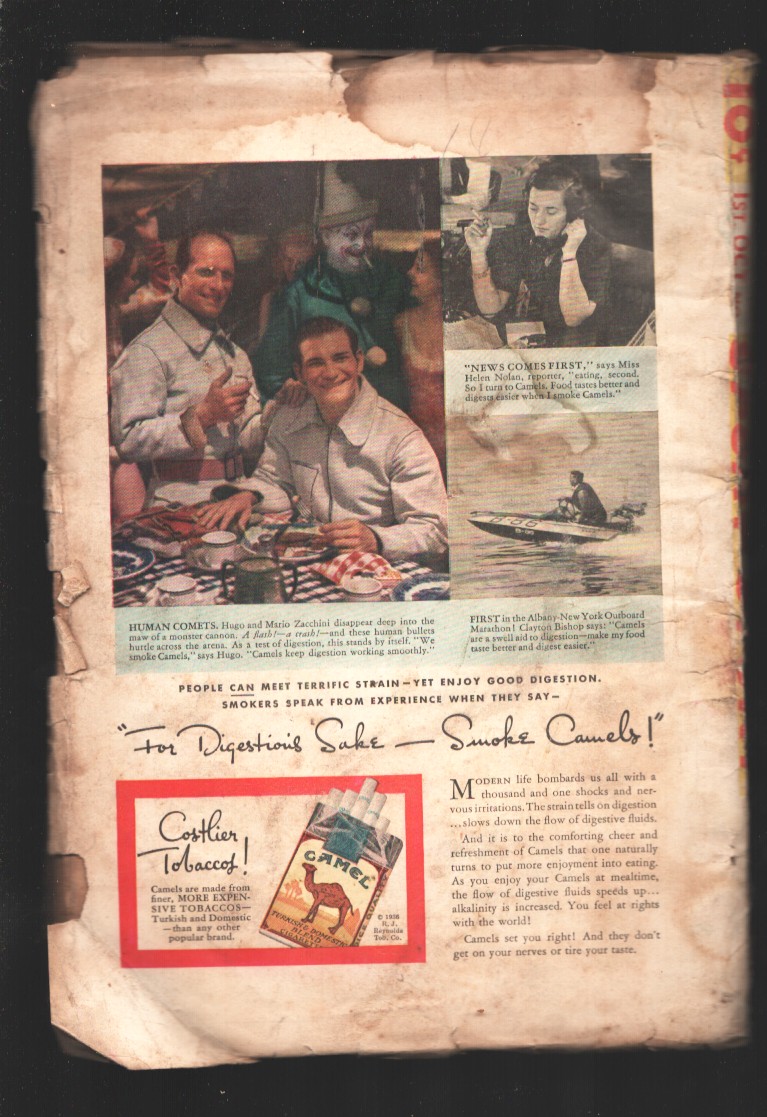 "NEWS COMES FIRST," says Miss
Helen Nolan, reporter, "eating, second.
So I turn to Camels. Food tastes better and
digests easier when I smoke Camels."
HUMAN COMETS. Hugo and Mario Zacchini disappear deep into the
maw of a monster cannon. A flash!—a crash!—and these human bullets
hurtle across the arena. As a test of digestion, this stands by itself. "We
smoke Camels," says Hugo. "Camels keep digestion working smoothly."
FIRST in the Albany-New York Outboard
Marathon! Clayton Bishop says: "Camels
are a swell aid to digestion—make my food
taste better and digest easier."
PEOPLE CAN MEET TERRIFIC STRAIN—YET ENJOY GOOD DIGESTION.
SMOKERS SPEAK FROM EXPERIENCE WHEN THEY SAY—
"For Digestion's Sake — Smoke Camels!"
Costlier
Tobaccos!
Camels are made from
finer, MORE EXPEN-
SIVE TOBACCOS—
Turkish and Domestic
—than any other
popular brand.
CAMEL
TURKISH & DOMESTIC
BLEND
CIGARETTES
© 1936
R. J.
Reynolds
Tob. Co.
MODERN life bombards us all with a
thousand and one shocks and ner-
vous irritations. The strain tells on digestion
...slows down the flow of digestive fluids.
And it is to the comforting cheer and
refreshment of Camels that one naturally
turns to put more enjoyment into eating.
As you enjoy your Camels at mealtime,
the flow of digestive fluids speeds up...
alkalinity is increased. You feel at rights
with the world!
Camels set you right! And they don't
get on your nerves or tire your taste.
10¢
1ST OCT